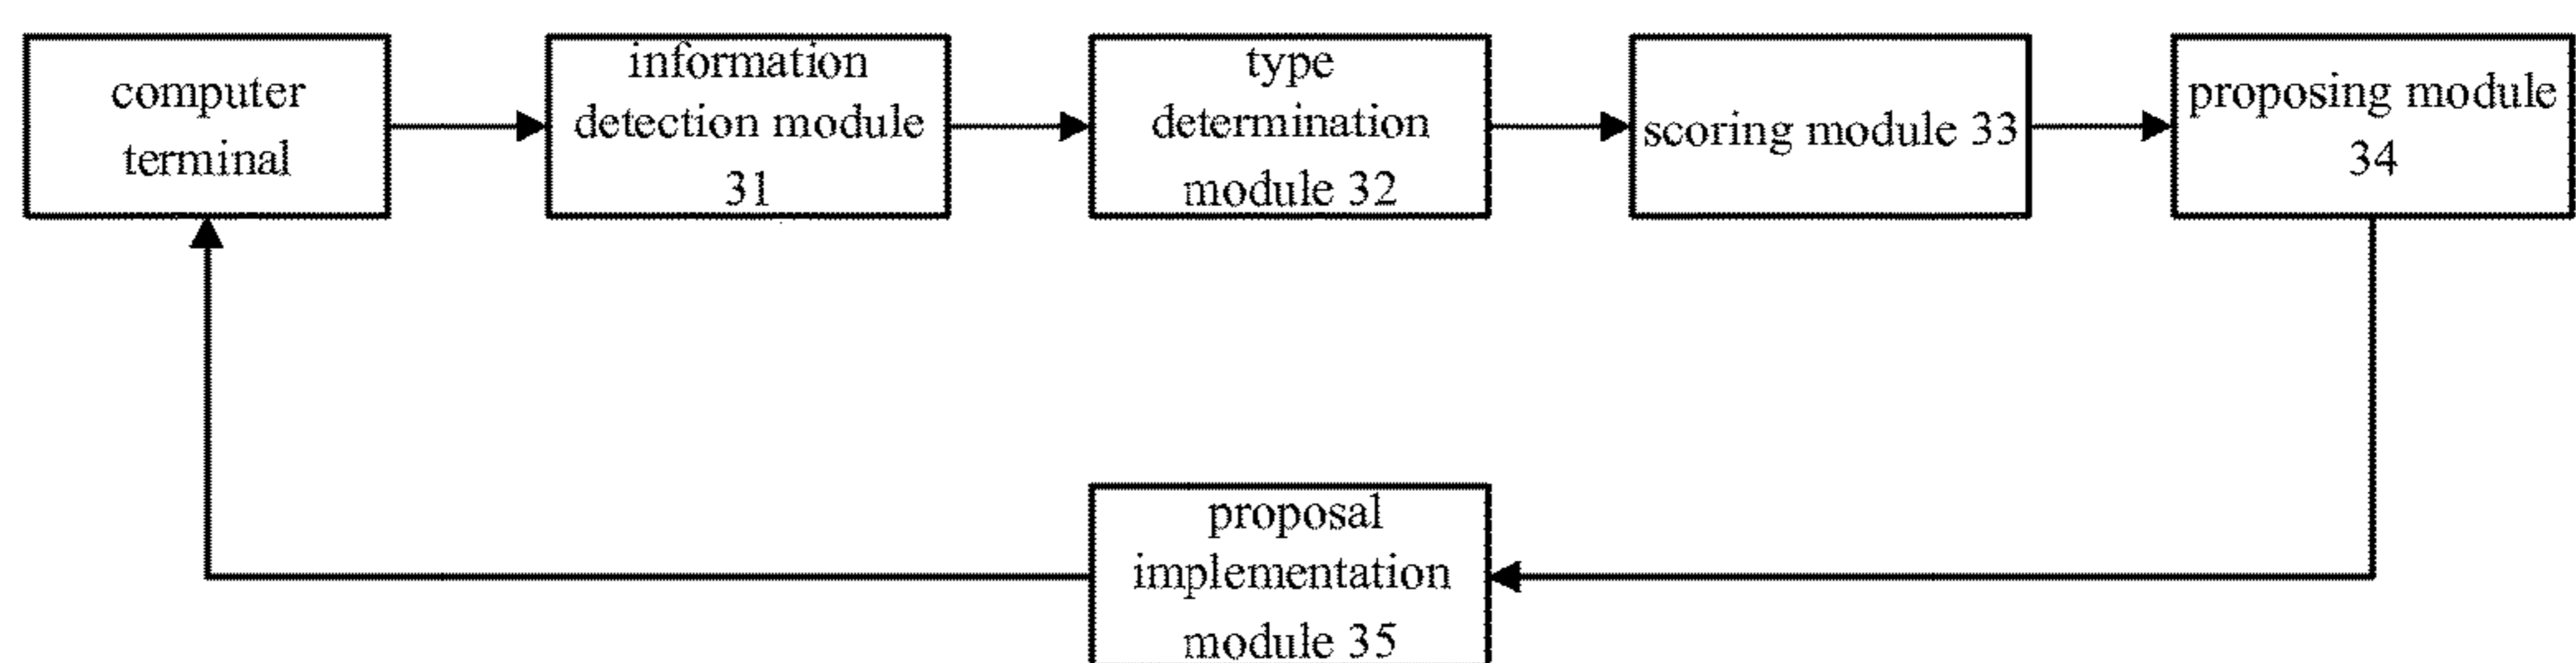 computer
terminal
information
detection module
31
type
determination
module 32
scoring module 33
proposing module
34
proposal
implementation
module 35